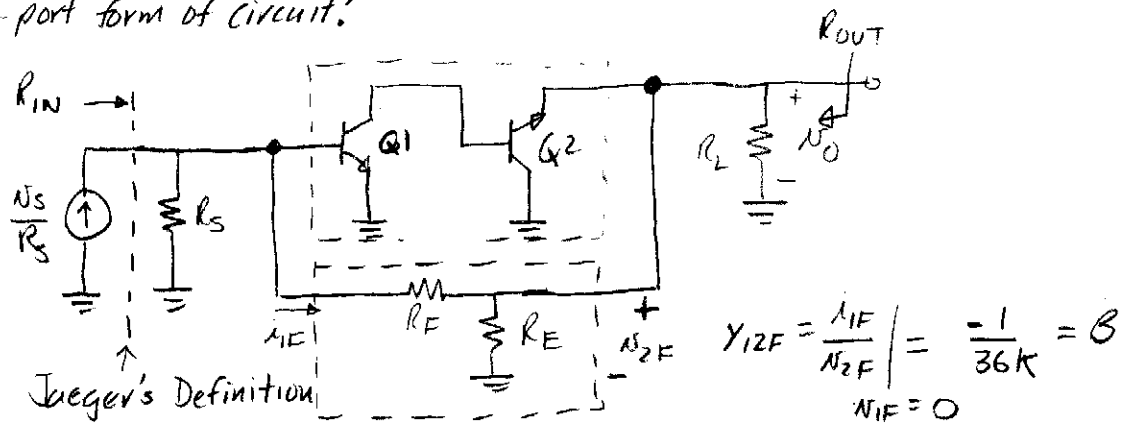 port form of circuit.
R_OUT
R_IN
Q1
Q2
+
R_L
v_O
-
v_S
R_S
R_S
i_1F
R_F
R_E
+
v_2F
-
y_12F = i_1F / v_2F | v_1F = 0 = -1 / 36K = β
Jaeger's Definition